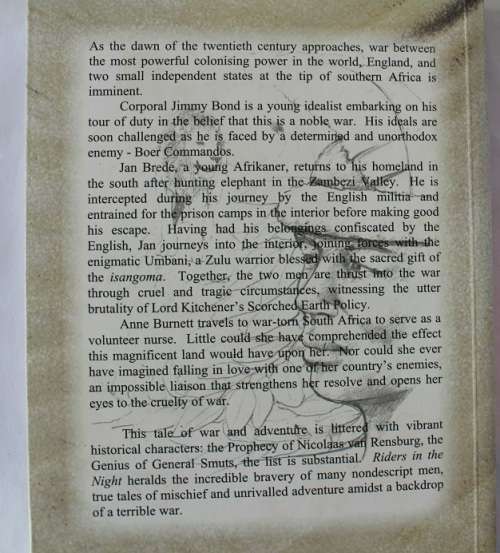 As the dawn of the twentieth century approaches, war between
the most powerful colonising power in the world, England, and
two small independent states at the tip of southern Africa is
imminent.
Corporal Jimmy Bond is a young idealist embarking on his
tour of duty in the belief that this is a noble war. His ideals are
soon challenged as he is faced by a determined and unorthodox
enemy - Boer Commandos.
Jan Brede, a young Afrikaner, returns to his homeland in
the south after hunting elephant in the Zambezi Valley. He is
intercepted during his journey by the English militia and
entrained for the prison camps in the interior before making good
his escape. Having had his belongings confiscated by the
English, Jan journeys into the interior, joining forces with the
enigmatic Umbani, a Zulu warrior blessed with the sacred gift of
the isangoma. Together, the two men are thrust into the war
through cruel and tragic circumstances, witnessing the utter
brutality of Lord Kitchener's Scorched Earth Policy.
Anne Burnett travels to war-torn South Africa to serve as a
volunteer nurse. Little could she have comprehended the effect
this magnificent land would have upon her. Nor could she ever
have imagined falling in love with one of her country's enemies,
an impossible liaison that strengthens her resolve and opens her
eyes to the cruelty of war.
This tale of war and adventure is littered with vibrant
historical characters: the Prophecy of Nicolaas van Rensburg, the
Genius of General Smuts, the list is substantial. Riders in the
Night heralds the incredible bravery of many nondescript men,
true tales of mischief and unrivalled adventure amidst a backdrop
of a terrible war.